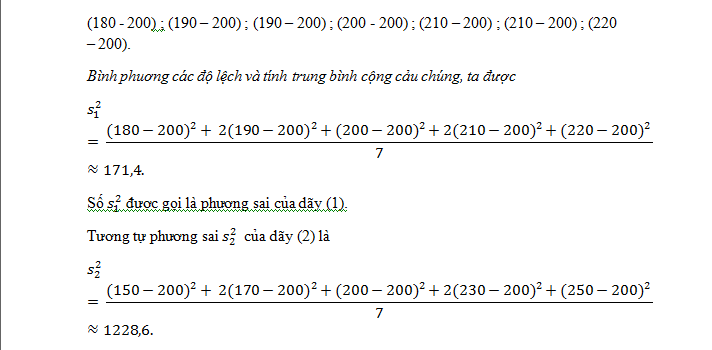 (180 - 200) ; (190 – 200) ; (190 – 200) ; (200 - 200) ; (210 – 200) ; (210 – 200) ; (220
– 200).
Bình phương các độ lệch và tính trung bình cộng cảu chúng, ta được
s₁²
= ((180 − 200)² + 2(190 − 200)² + (200 − 200)² + 2(210 − 200)² + (220 − 200)²)/7
≈ 171,4.
Số s₁² được gọi là phương sai của dãy (1).
Tương tự phương sai s₂² của dãy (2) là
s₂²
= ((150 − 200)² + 2(170 − 200)² + (200 − 200)² + 2(230 − 200)² + (250 − 200)²)/7
≈ 1228,6.